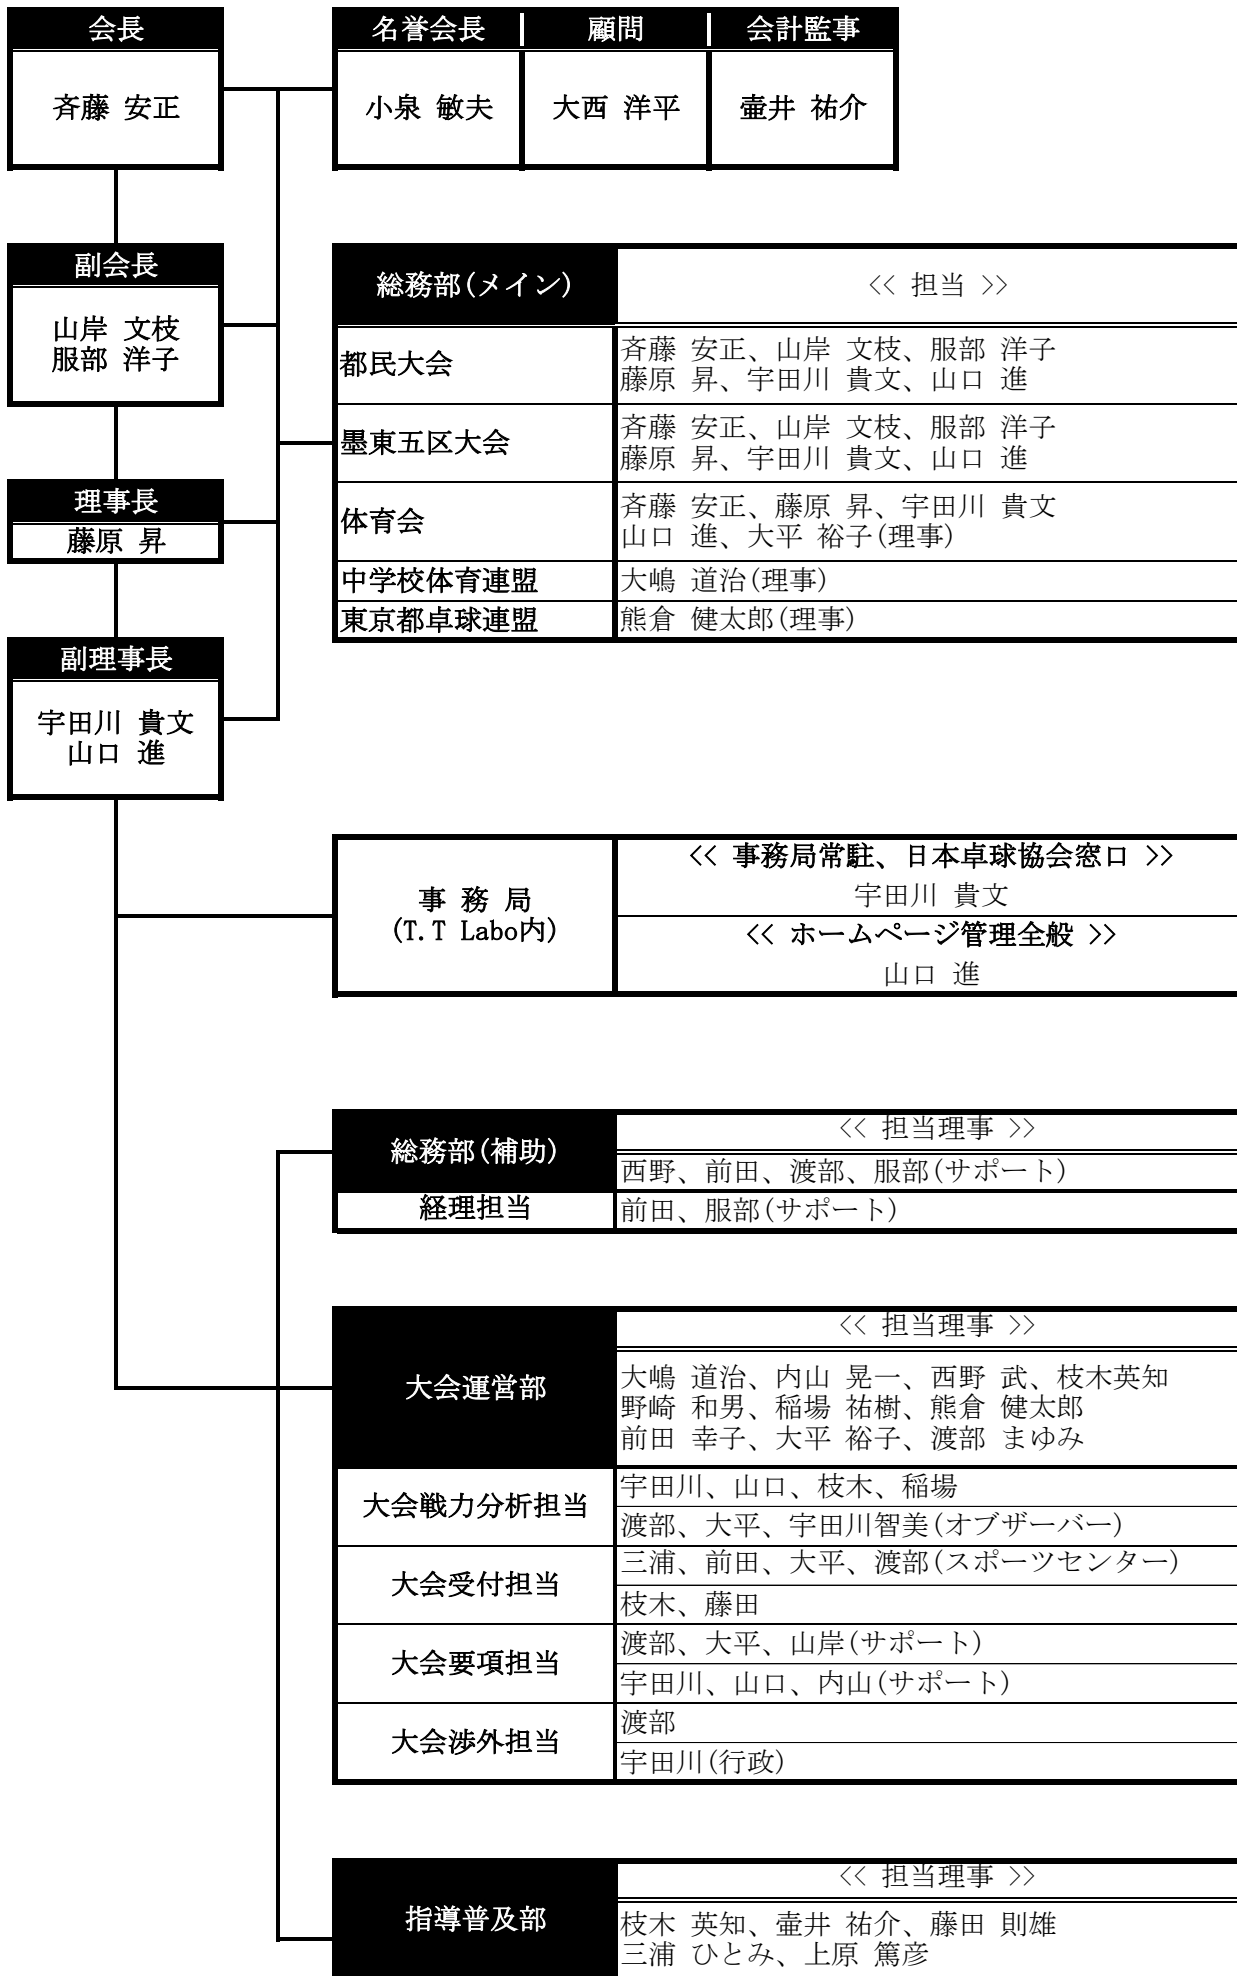 会長
斉藤 安正
名誉会長 顧問 会計監事
小泉 敏夫 大西 洋平 壷井 祐介
副会長
山岸 文枝
服部 洋子
理事長
藤原 昇
副理事長
宇田川 貴文
山口 進
総務部(メイン) << 担当 >>
都民大会
斉藤 安正、山岸 文枝、服部 洋子
藤原 昇、宇田川 貴文、山口 進
墨東五区大会
斉藤 安正、山岸 文枝、服部 洋子
藤原 昇、宇田川 貴文、山口 進
体育会
斉藤 安正、藤原 昇、宇田川 貴文
山口 進、大平 裕子(理事)
中学校体育連盟 大嶋 道治(理事)
東京都卓球連盟 熊倉 健太郎(理事)
事 務 局
(T.T Labo内)
<< 事務局常駐、日本卓球協会窓口 >>
宇田川 貴文
<< ホームページ管理全般 >>
山口 進
総務部(補助)
<< 担当理事 >>
西野、前田、渡部、服部(サポート)
経理担当 前田、服部(サポート)
大会運営部
<< 担当理事 >>
大嶋 道治、内山 晃一、西野 武、枝木英知
野崎 和男、稲場 祐樹、熊倉 健太郎
前田 幸子、大平 裕子、渡部 まゆみ
大会戦力分析担当
宇田川、山口、枝木、稲場
渡部、大平、宇田川智美(オブザーバー)
大会受付担当
三浦、前田、大平、渡部(スポーツセンター)
枝木、藤田
大会要項担当
渡部、大平、山岸(サポート)
宇田川、山口、内山(サポート)
大会渉外担当
渡部
宇田川(行政)
指導普及部
<< 担当理事 >>
枝木 英知、壷井 祐介、藤田 則雄
三浦 ひとみ、上原 篤彦